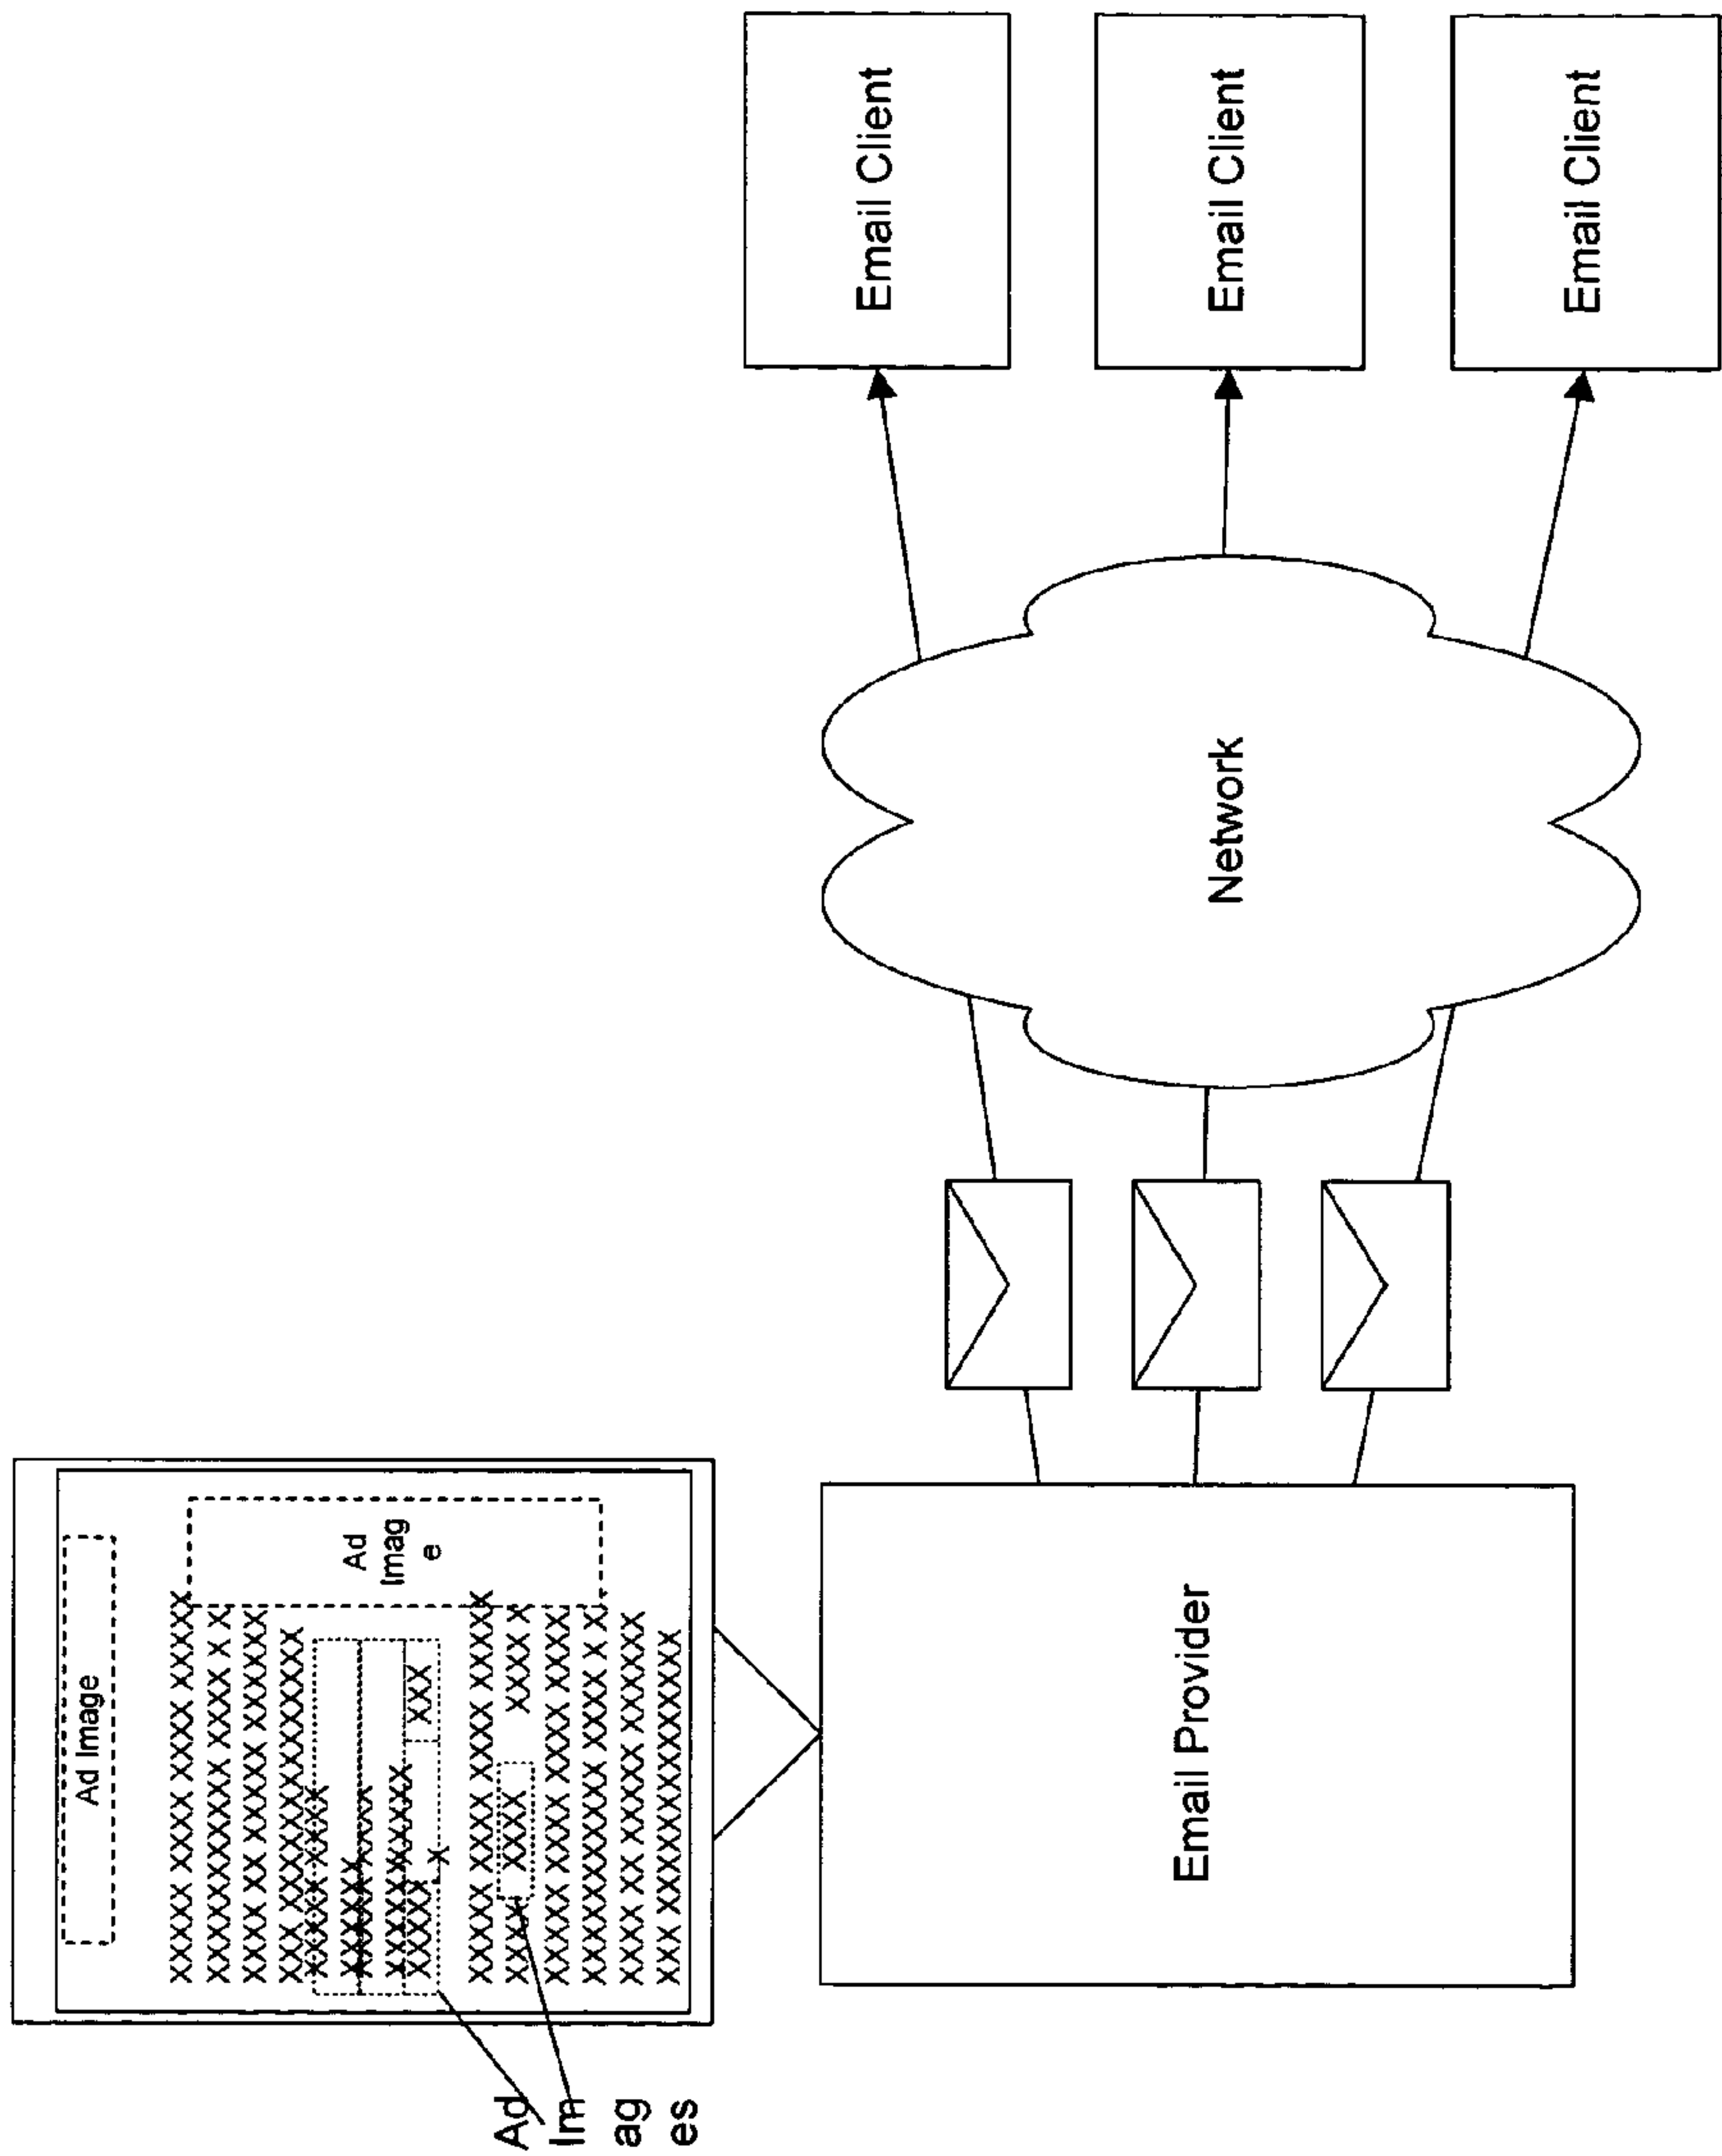 Ad Image
Ad
Imag
e
Ad
Im
ag
es
Email Provider
Network
Email Client
Email Client
Email Client